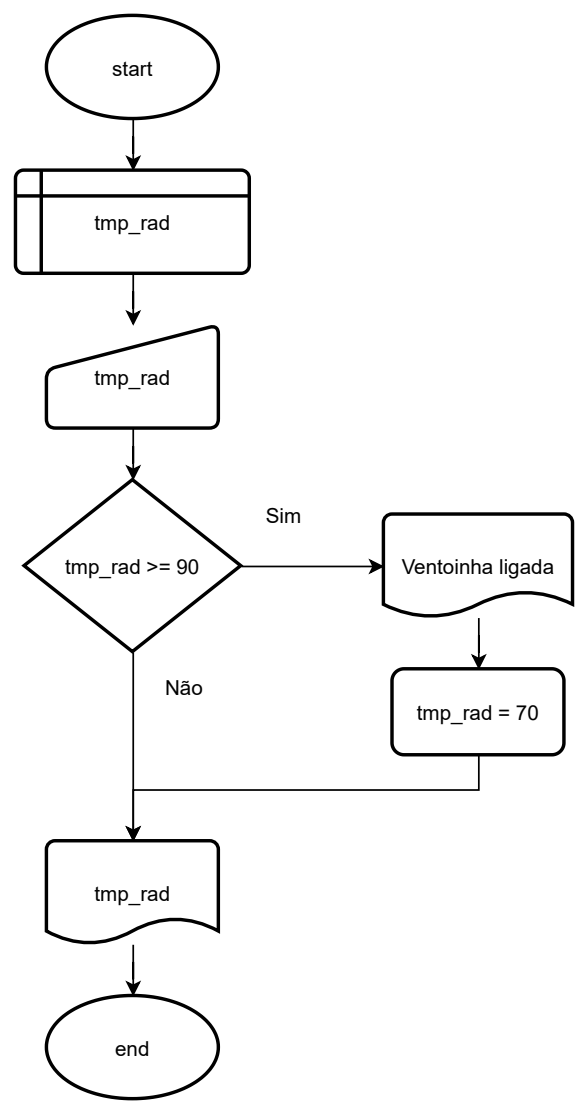 start
tmp_rad
tmp_rad
tmp_rad >= 90
Sim
Ventoinha ligada
tmp_rad = 70
Não
tmp_rad
end